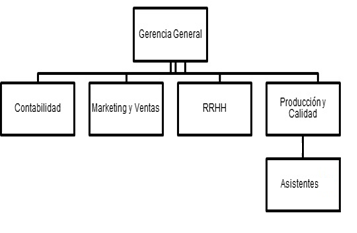 Gerencia General
Contabilidad
Marketing y Ventas
RRHH
Producción y
Calidad
Asistentes